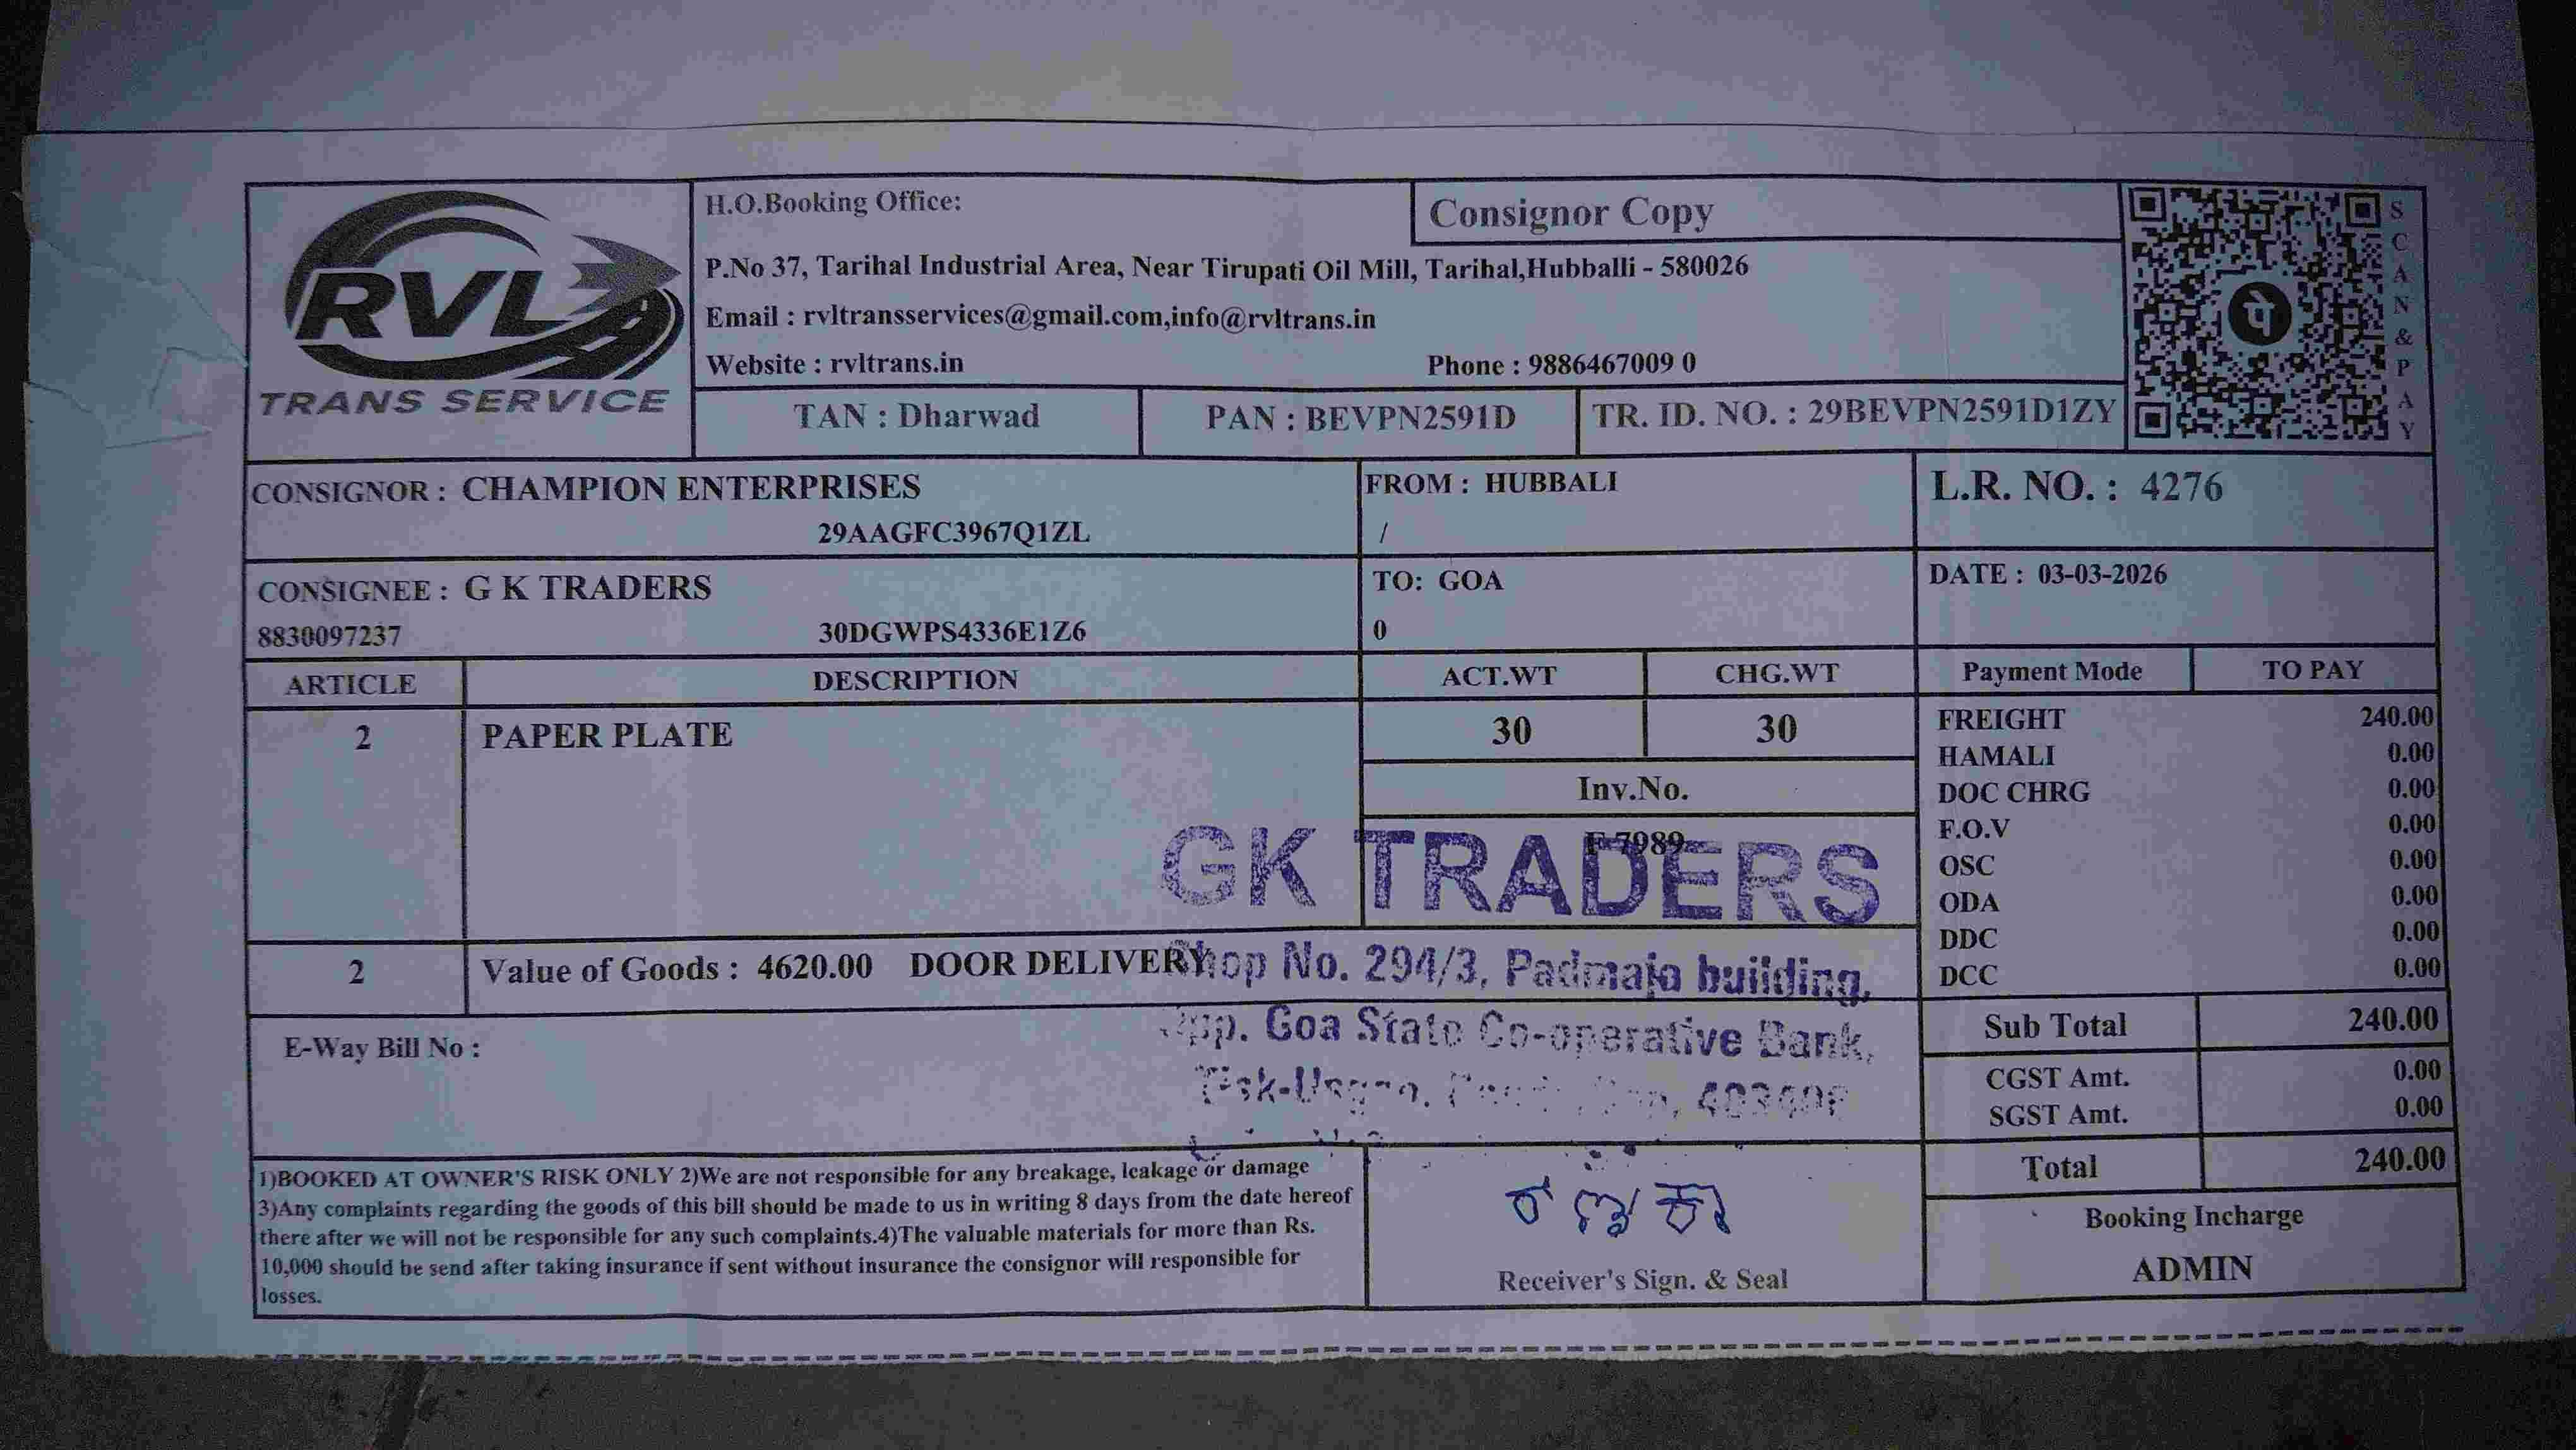 RVL
TRANS SERVICE
H.O.Booking Office:
Consignor Copy
P.No 37, Tarihal Industrial Area, Near Tirupati Oil Mill, Tarihal,Hubballi - 580026
Email : rvltransservices@gmail.com,info@rvltrans.in
Website : rvltrans.in Phone : 9886467009 0
TAN : Dharwad PAN : BEVPN2591D TR. ID. NO. : 29BEVPN2591D1ZY
पे
SCAN & PAY
CONSIGNOR : CHAMPION ENTERPRISES
29AAGFC3967Q1ZL
FROM : HUBBALI
/
L.R. NO. : 4276
CONSIGNEE : G K TRADERS
8830097237 30DGWPS4336E1Z6
TO: GOA
0
DATE : 03-03-2026
ARTICLE DESCRIPTION ACT.WT CHG.WT Payment Mode TO PAY
2 PAPER PLATE 30 30
Inv.No.
F-7989
FREIGHT 240.00
HAMALI 0.00
DOC CHRG 0.00
F.O.V 0.00
OSC 0.00
ODA 0.00
DDC 0.00
DCC 0.00
GK TRADERS
2 Value of Goods : 4620.00 DOOR DELIVERY
Shop No. 294/3, Padmaja building,
Opp. Goa State Co-operative Bank,
E-Way Bill No :
Sub Total 240.00
CGST Amt. 0.00
SGST Amt. 0.00
Total 240.00
1)BOOKED AT OWNER'S RISK ONLY 2)We are not responsible for any breakage, leakage or damage
3)Any complaints regarding the goods of this bill should be made to us in writing 8 days from the date hereof
there after we will not be responsible for any such complaints.4)The valuable materials for more than Rs.
10,000 should be send after taking insurance if sent without insurance the consignor will responsible for
losses.
Receiver's Sign. & Seal
Booking Incharge
ADMIN